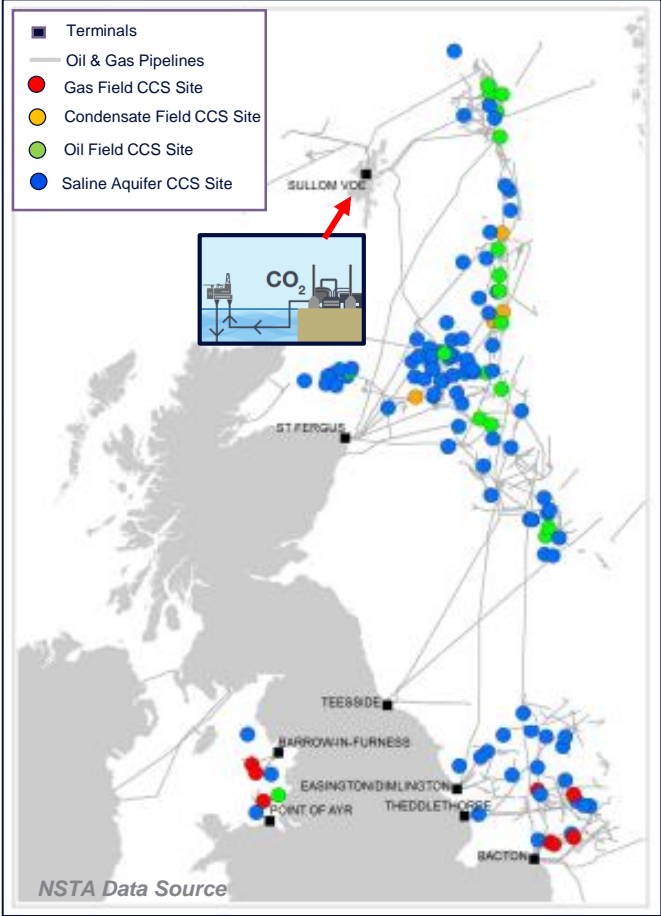 Terminals
Oil & Gas Pipelines
Gas Field CCS Site
Condensate Field CCS Site
Oil Field CCS Site
Saline Aquifer CCS Site
SULLOM VOE
CO2
ST FERGUS
TEESSIDE
BARROW-IN-FURNESS
EASINGTON/DIMLINGTON
THEDDLETHORPE
POINT OF AYR
BACTON
NSTA Data Source